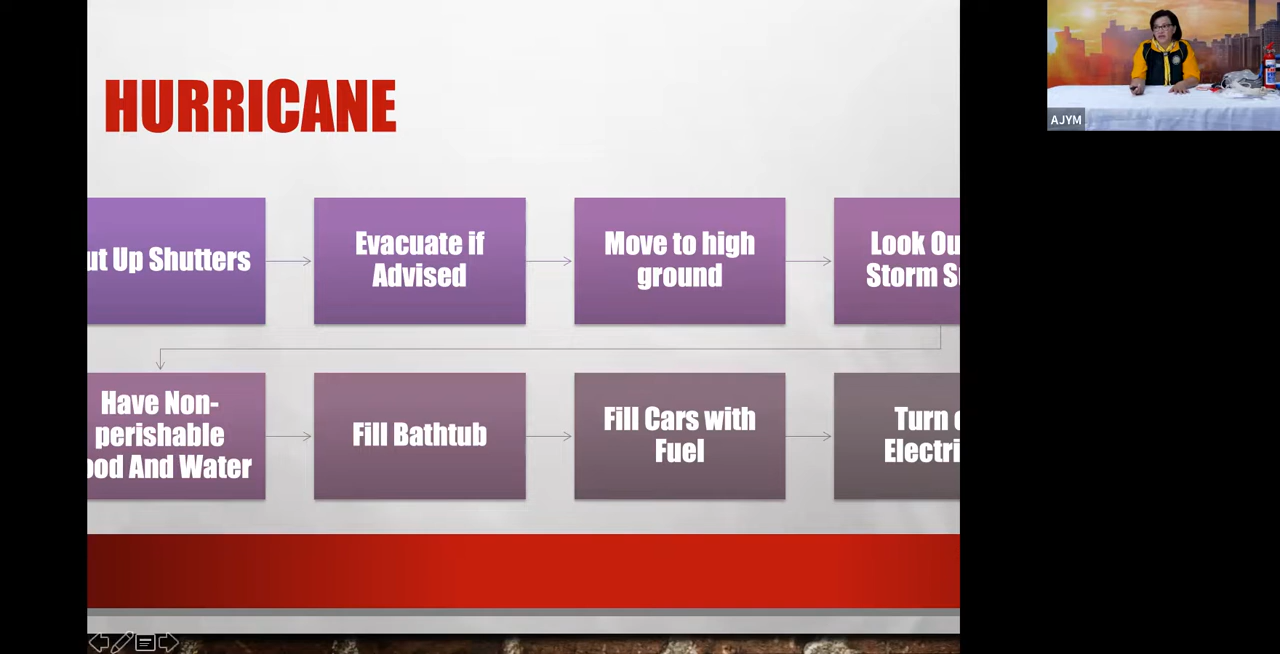 HURRICANE
ut Up Shutters
Evacuate if
Advised
Move to high
ground
Look Ou
Storm S
Have Non-
perishable
ood And Water
Fill Bathtub
Fill Cars with
Fuel
Turn o
Electri
AJYM